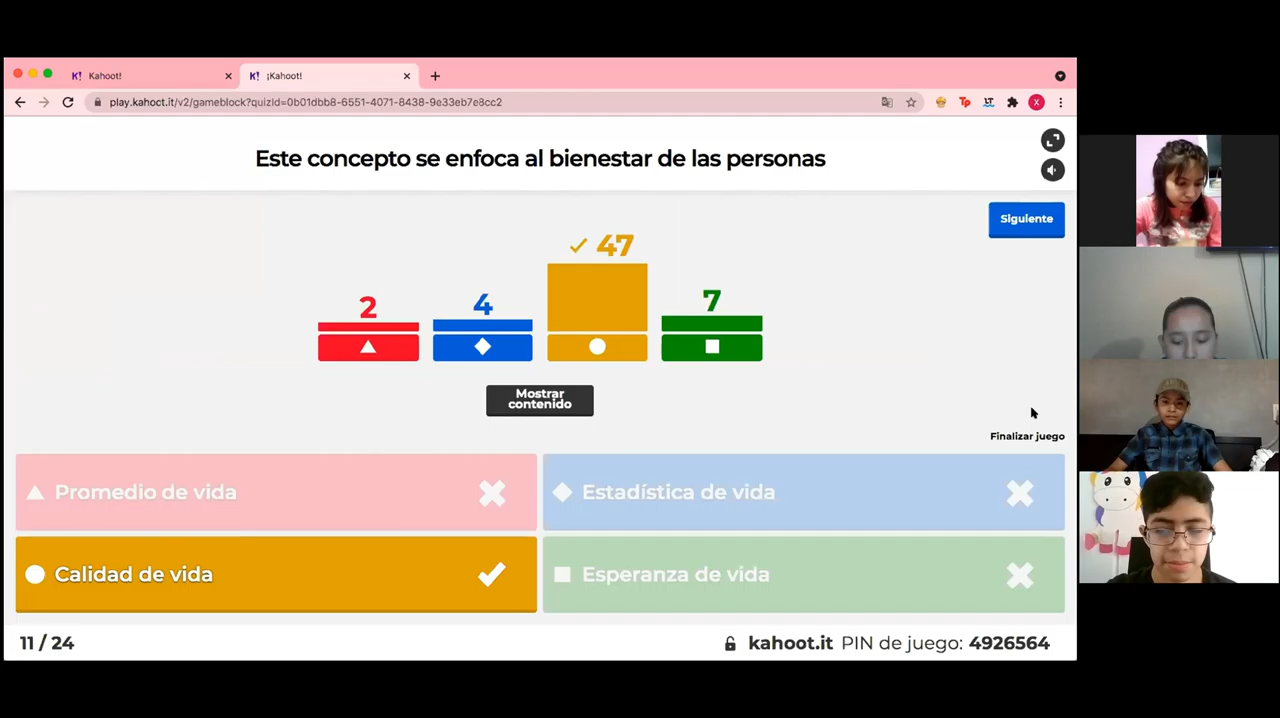 K! Kahoot!
K! ¡Kahoot!
play.kahoot.it/v2/gameblock?quizId=0b01dbb8-6551-4071-8438-9e33eb7e8cc2
Tp
LT
X
Este concepto se enfoca al bienestar de las personas
Siguiente
2
4
47
7
Mostrar
contenido
Finalizar juego
Promedio de vida
Estadística de vida
Calidad de vida
Esperanza de vida
11 / 24
kahoot.it PIN de juego: 4926564